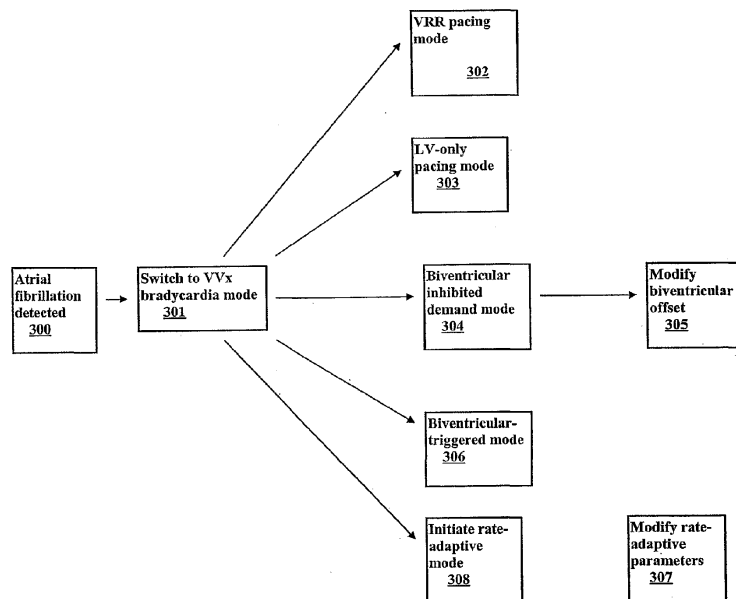 VRR pacing
mode
302
LV-only
pacing mode
303
Atrial
fibrillation
detected
300
Switch to VVx
bradycardia mode
301
Biventricular
inhibited
demand mode
304
Modify
biventricular
offset
305
Biventricular-
triggered mode
306
Initiate rate-
adaptive
mode
308
Modify rate-
adaptive
parameters
307